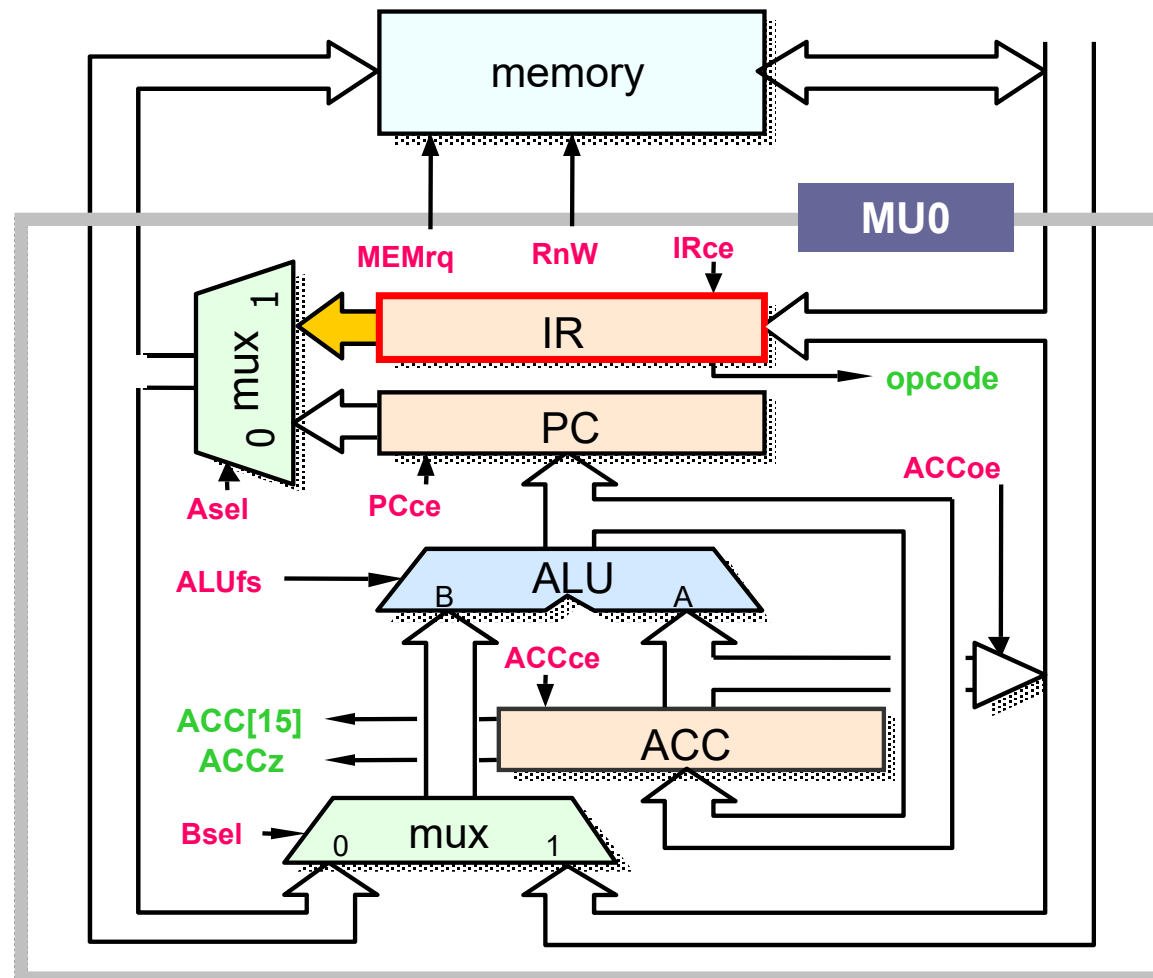 memory
MU0
MEMrq
RnW
IRce
mux 1
0
IR
opcode
PC
Asel
PCce
ACCoe
ALUfs
ALU
B
A
ACCce
ACC[15]
ACCz
ACC
Bsel
mux
0
1